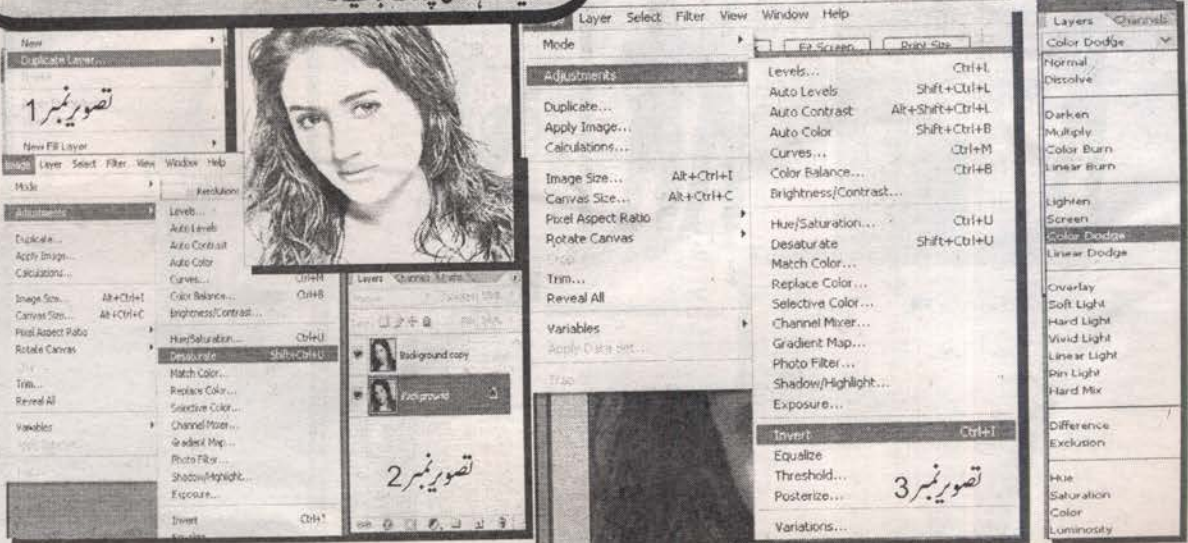 New
Duplicate Layer...
تصویر نمبر 1
New Fill Layer
Image Layer Select Filter View Window Help
Mode
Adjustments
Duplicate...
Apply Image...
Calculations...
Image Size... Alt+Ctrl+I
Canvas Size... Alt+Ctrl+C
Pixel Aspect Ratio
Rotate Canvas
Trim...
Reveal All
Variables
Levels...
Auto Levels
Auto Contrast
Auto Color
Curves... Ctrl+M
Color Balance... Ctrl+B
Brightness/Contrast...
Hue/Saturation... Ctrl+U
Desaturate Shift+Ctrl+U
Match Color...
Replace Color...
Selective Color...
Channel Mixer...
Gradient Map...
Photo Filter...
Shadow/Highlight...
Exposure...
Invert Ctrl+I
Layers Channels
Background copy
Background
تصویر نمبر 2
Layer Select Filter View Window Help
Fit Screen Print Size
Mode
Adjustments
Duplicate...
Apply Image...
Calculations...
Image Size... Alt+Ctrl+I
Canvas Size... Alt+Ctrl+C
Pixel Aspect Ratio
Rotate Canvas
Crop
Trim...
Reveal All
Variables
Apply Data Set...
Trap...
Levels... Ctrl+L
Auto Levels Shift+Ctrl+L
Auto Contrast Alt+Shift+Ctrl+L
Auto Color Shift+Ctrl+B
Curves... Ctrl+M
Color Balance... Ctrl+B
Brightness/Contrast...
Hue/Saturation... Ctrl+U
Desaturate Shift+Ctrl+U
Match Color...
Replace Color...
Selective Color...
Channel Mixer...
Gradient Map...
Photo Filter...
Shadow/Highlight...
Exposure...
Invert Ctrl+I
Equalize
Threshold...
Posterize...
تصویر نمبر 3
Variations...
Layers Channels
Color Dodge
Normal
Dissolve
Darken
Multiply
Color Burn
Linear Burn
Lighten
Screen
Color Dodge
Linear Dodge
Overlay
Soft Light
Hard Light
Vivid Light
Linear Light
Pin Light
Hard Mix
Difference
Exclusion
Hue
Saturation
Color
Luminosity